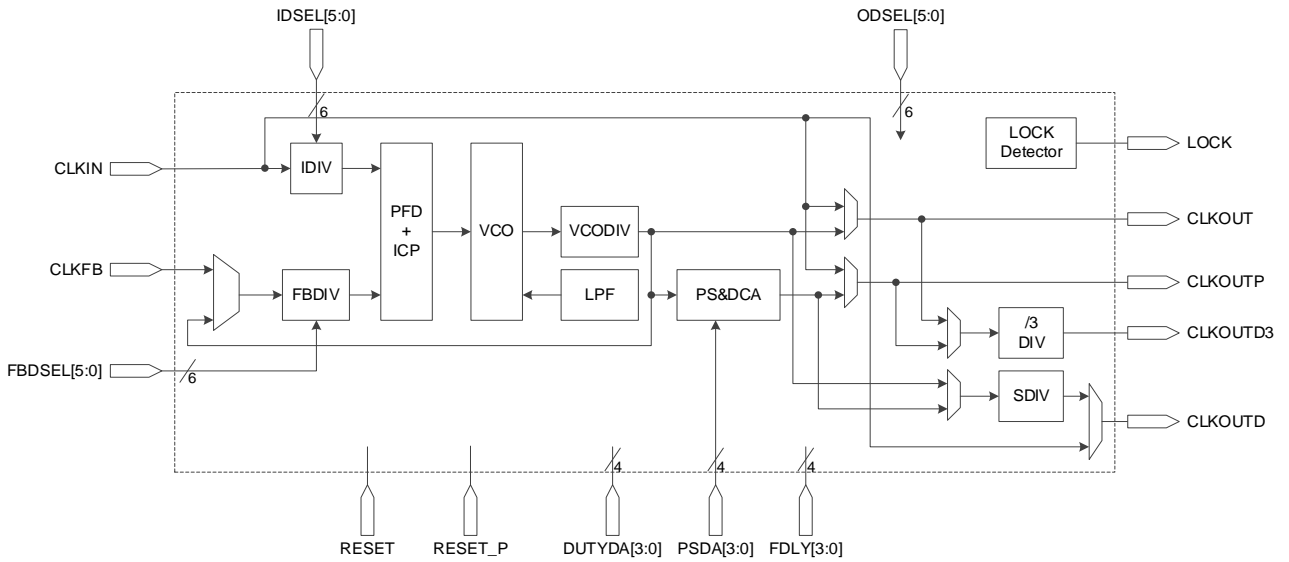 IDSEL[5:0]
ODSEL[5:0]
6
6
LOCK
Detector
LOCK
CLKIN
IDIV
PFD
+
ICP
VCO
VCODIV
CLKOUT
CLKFB
FBDIV
LPF
PS&DCA
CLKOUTP
/3
DIV
CLKOUTD3
FBDSEL[5:0]
6
SDIV
CLKOUTD
4
4
4
RESET
RESET_P
DUTYDA[3:0]
PSDA[3:0]
FDLY[3:0]